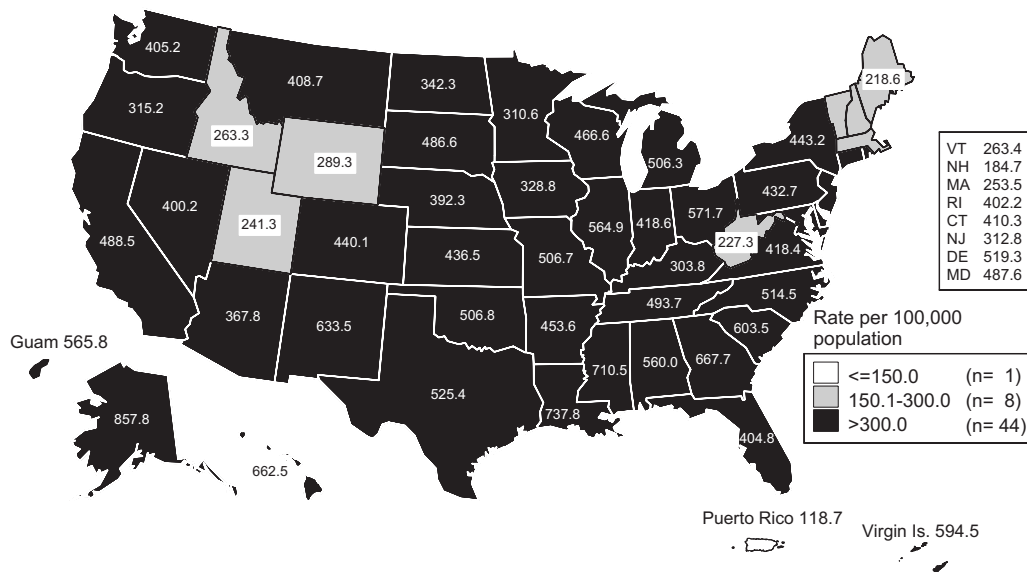 405.2
408.7
342.3
310.6
218.6
315.2
263.3
289.3
486.6
466.6
506.3
443.2
VT 263.4
NH 184.7
MA 253.5
RI 402.2
CT 410.3
NJ 312.8
DE 519.3
MD 487.6
400.2
241.3
392.3
328.8
432.7
571.7
564.9
418.6
488.5
440.1
436.5
506.7
227.3
418.4
303.8
367.8
633.5
506.8
453.6
493.7
514.5
603.5
710.5
560.0
667.7
525.4
737.8
404.8
Guam 565.8
857.8
662.5
Rate per 100,000
population
<=150.0 (n= 1)
150.1-300.0 (n= 8)
>300.0 (n= 44)
Puerto Rico 118.7
Virgin Is. 594.5